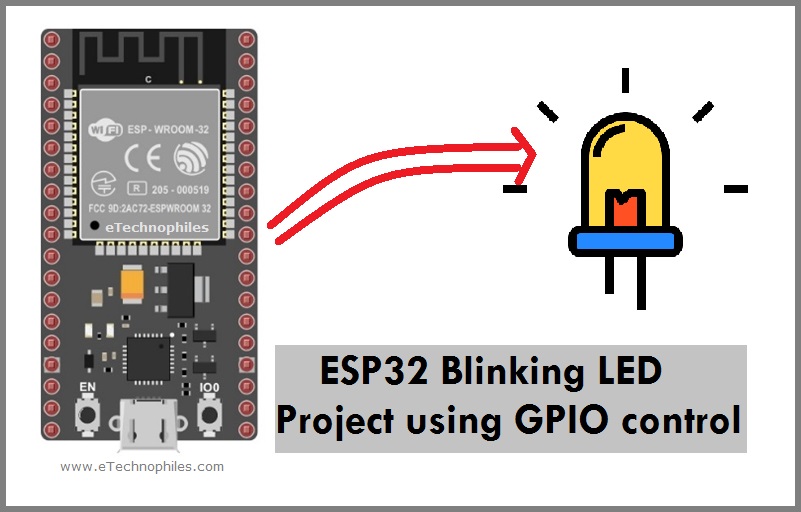 C
WiFi ESP - WROOM -32
CE
R 205 - 000519
FCC 9D:2AC72-ESPWROOM 32
eTechnophiles
EN IO0
www.eTechnophiles.com
ESP32 Blinking LED
Project using GPIO control